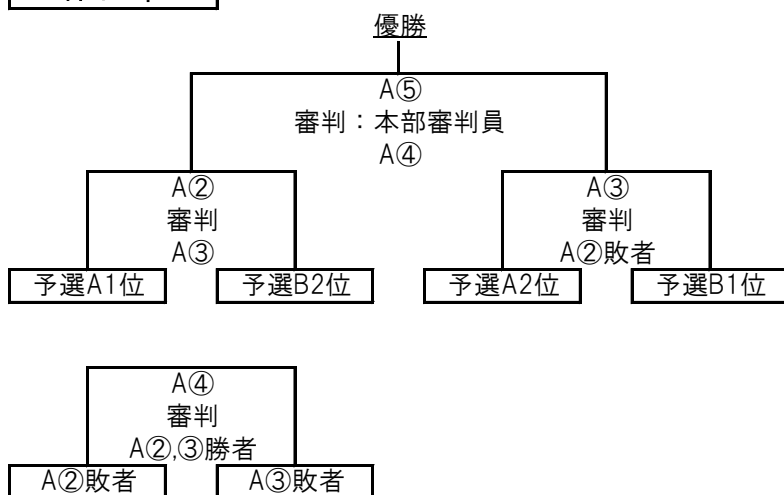 優勝
A⑤
審判：本部審判員
A④
A②
審判
A③
A③
審判
A②敗者
予選A1位
予選B2位
予選A2位
予選B1位
A④
審判
A②,③勝者
A②敗者
A③敗者